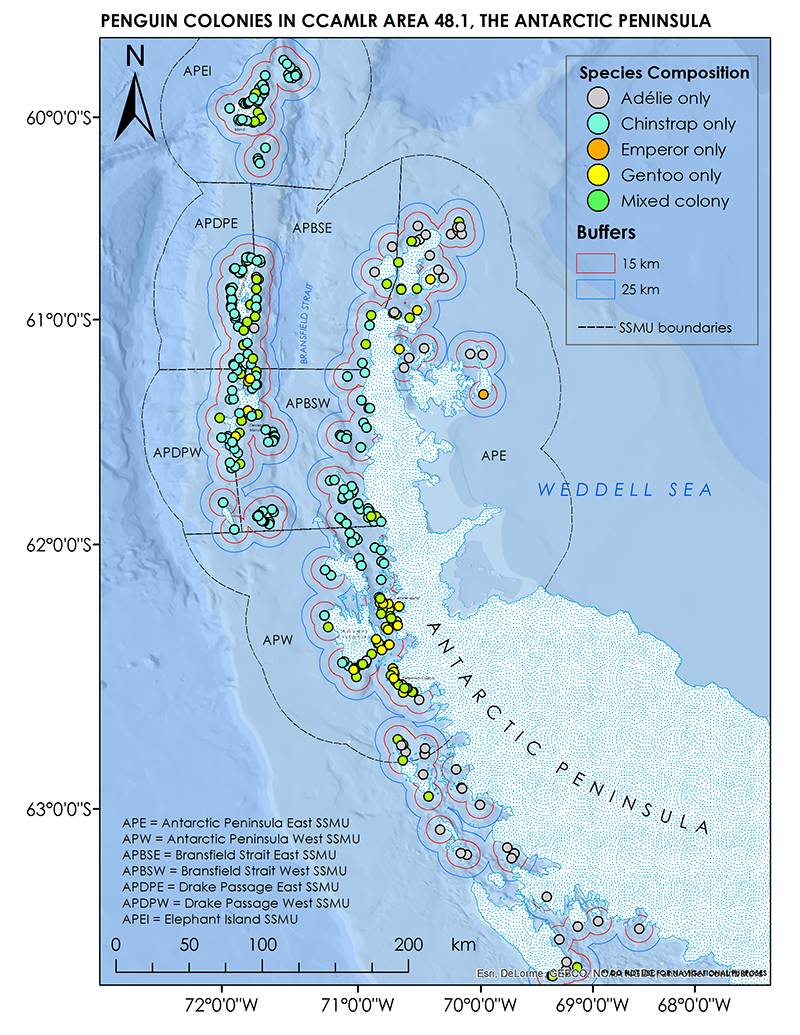 PENGUIN COLONIES IN CCAMLR AREA 48.1, THE ANTARCTIC PENINSULA
N
APEI
Species Composition
Adélie only
Chinstrap only
Emperor only
Gentoo only
Mixed colony
Buffers
15 km
25 km
SSMU boundaries
60°0'0"S
APDPE
APBSE
61°0'0"S
BRANSFIELD STRAIT
APBSW
APDPW
APE
WEDDELL SEA
62°0'0"S
APW
ANTARCTIC PENINSULA
63°0'0"S
APE = Antarctic Peninsula East SSMU
APW = Antarctic Peninsula West SSMU
APBSE = Bransfield Strait East SSMU
APBSW = Bransfield Strait West SSMU
APDPE = Drake Passage East SSMU
APDPW = Drake Passage West SSMU
APEI = Elephant Island SSMU
0 50 100 200 km
Esri, DeLorme, GEBCO,
DO NOT USE FOR NAVIGATIONAL PURPOSES
72°0'0"W 71°0'0"W 70°0'0"W 69°0'0"W 68°0'0"W